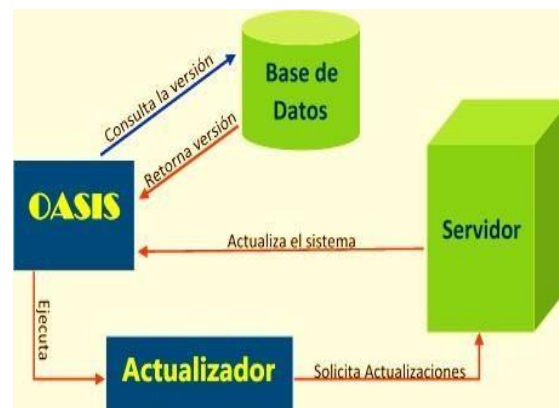 Base de
Datos
Consulta la versión
Retorna versión
OASIS
Servidor
Actualiza el sistema
Ejecuta
Actualizador
Solicita Actualizaciones